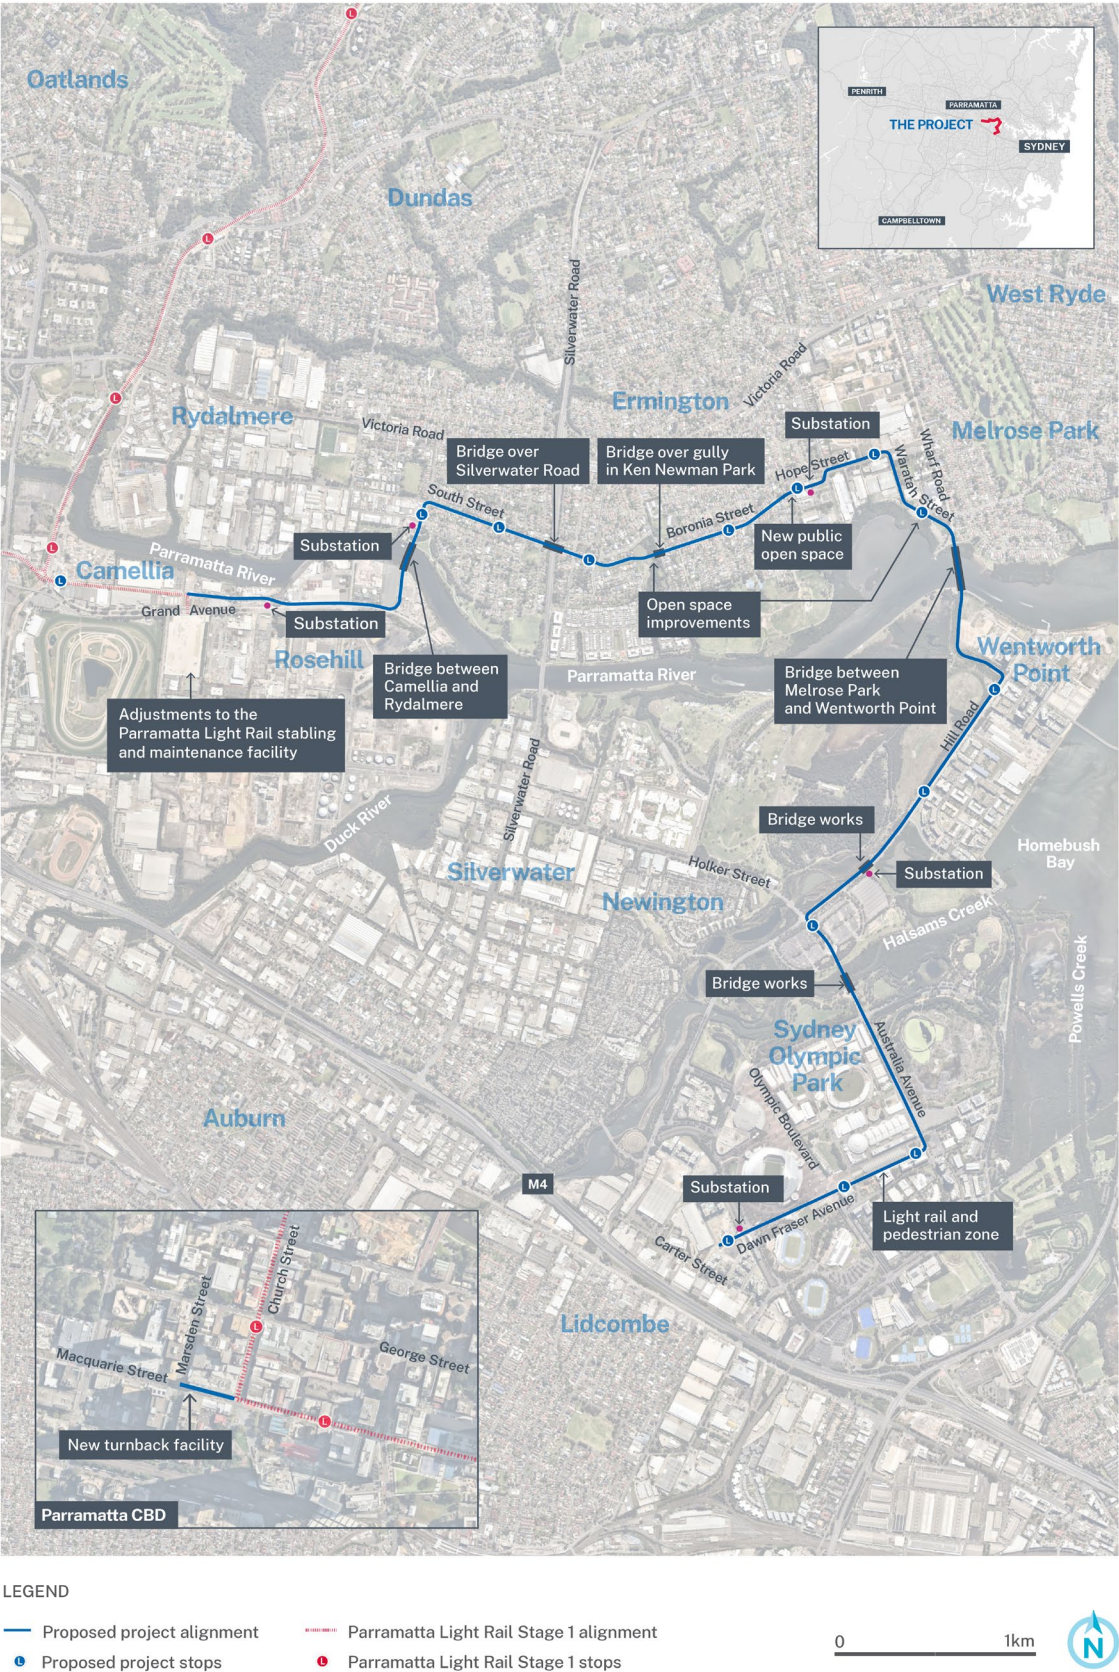 Oatlands
Dundas
PENRITH
PARRAMATTA
THE PROJECT
SYDNEY
CAMPBELLTOWN
West Ryde
Silverwater Road
Victoria Road
Ermington
Rydalmere
Victoria Road
Melrose Park
Substation
Wharf Road
Bridge over
Silverwater Road
Bridge over gully
in Ken Newman Park
Hope Street
Waratah Street
South Street
Boronia Street
Substation
New public
open space
Parramatta River
Camellia
Grand Avenue
Substation
Open space
improvements
Rosehill
Bridge between
Camellia and
Rydalmere
Parramatta River
Bridge between
Melrose Park
and Wentworth Point
Wentworth
Point
Adjustments to the
Parramatta Light Rail stabling
and maintenance facility
Hill Road
Silverwater Road
Duck River
Bridge works
Homebush
Bay
Silverwater
Holker Street
Substation
Newington
Halsams Creek
Powells Creek
Bridge works
Sydney
Olympic
Park
Australia Avenue
Olympic Boulevard
Auburn
M4
Substation
Dawn Fraser Avenue
Light rail and
pedestrian zone
Carter Street
Lidcombe
Church Street
Marsden Street
Macquarie Street
George Street
New turnback facility
Parramatta CBD
LEGEND
Proposed project alignment
Parramatta Light Rail Stage 1 alignment
L Proposed project stops
L Parramatta Light Rail Stage 1 stops
0 1km
N